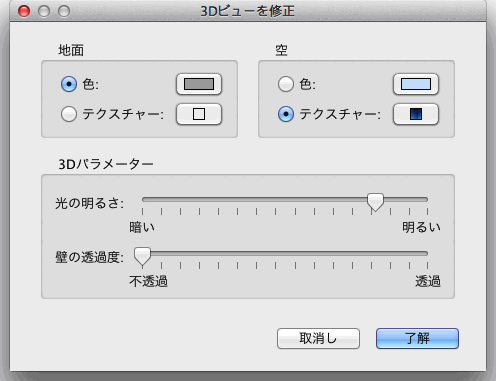 3Dビューを修正
地面
色:
テクスチャー:
空
色:
テクスチャー:
3Dパラメーター
光の明るさ:
暗い 明るい
壁の透過度:
不透過 透過
取消し 了解